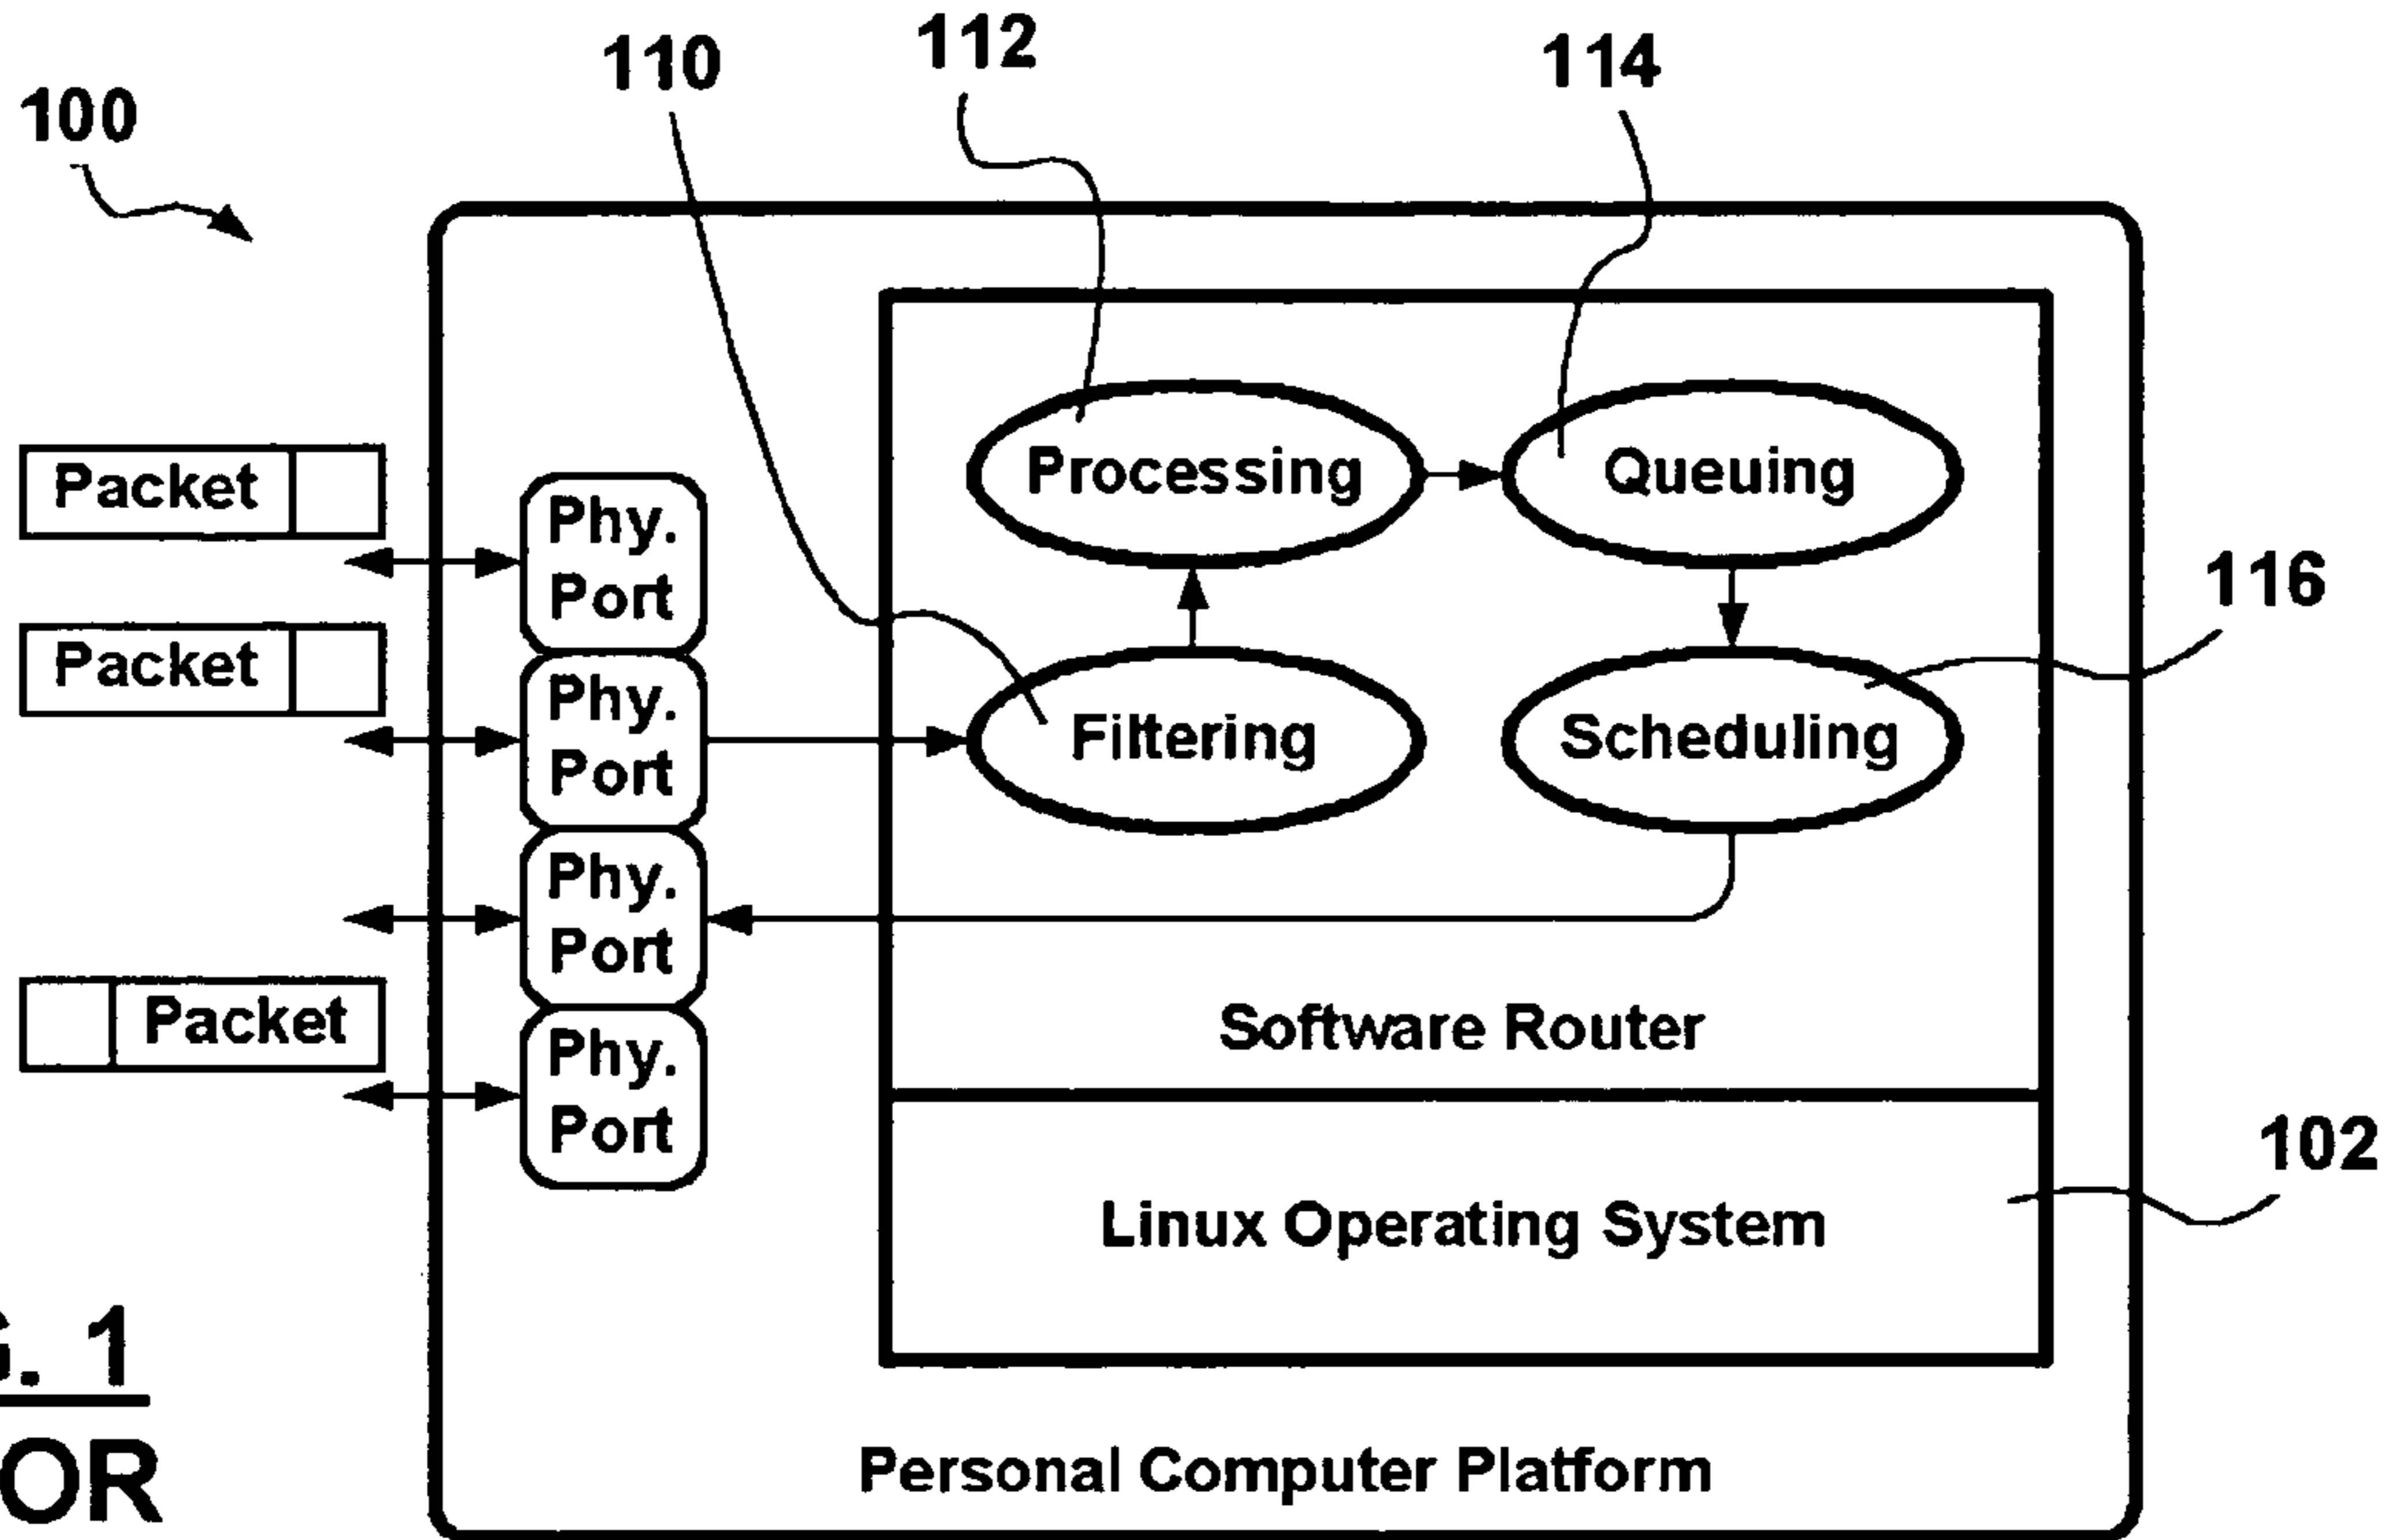 100
110
112
114
Packet
Packet
Packet
Phy.
Port
Phy.
Port
Phy.
Port
Phy.
Port
Processing
Queuing
Filtering
Scheduling
116
Software Router
102
Linux Operating System
Personal Computer Platform
. 1
OR